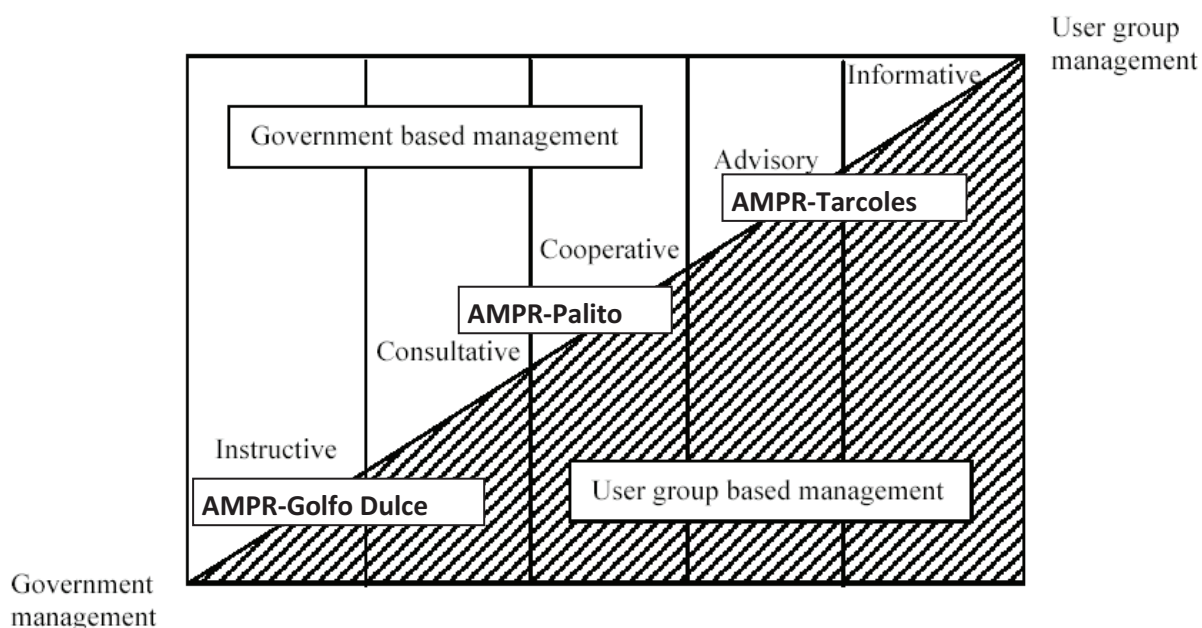 User group
management
Informative
Government based management
Advisory
AMPR-Tarcoles
Cooperative
AMPR-Palito
Consultative
Instructive
User group based management
AMPR-Golfo Dulce
Government
management